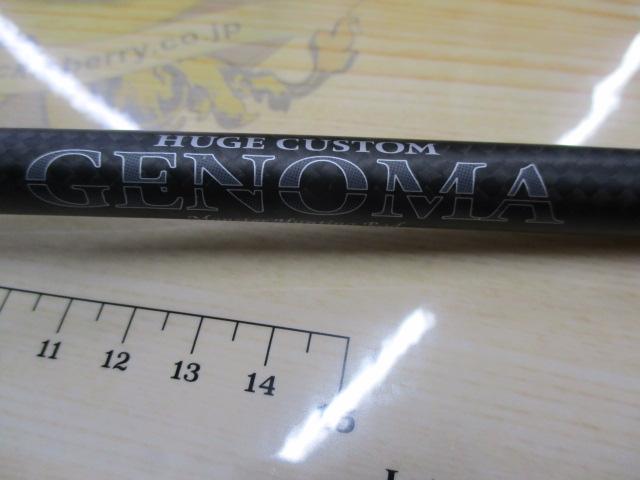 berry.co.jp
HUGE CUSTOM
GENOMA
11 12 13 14 15